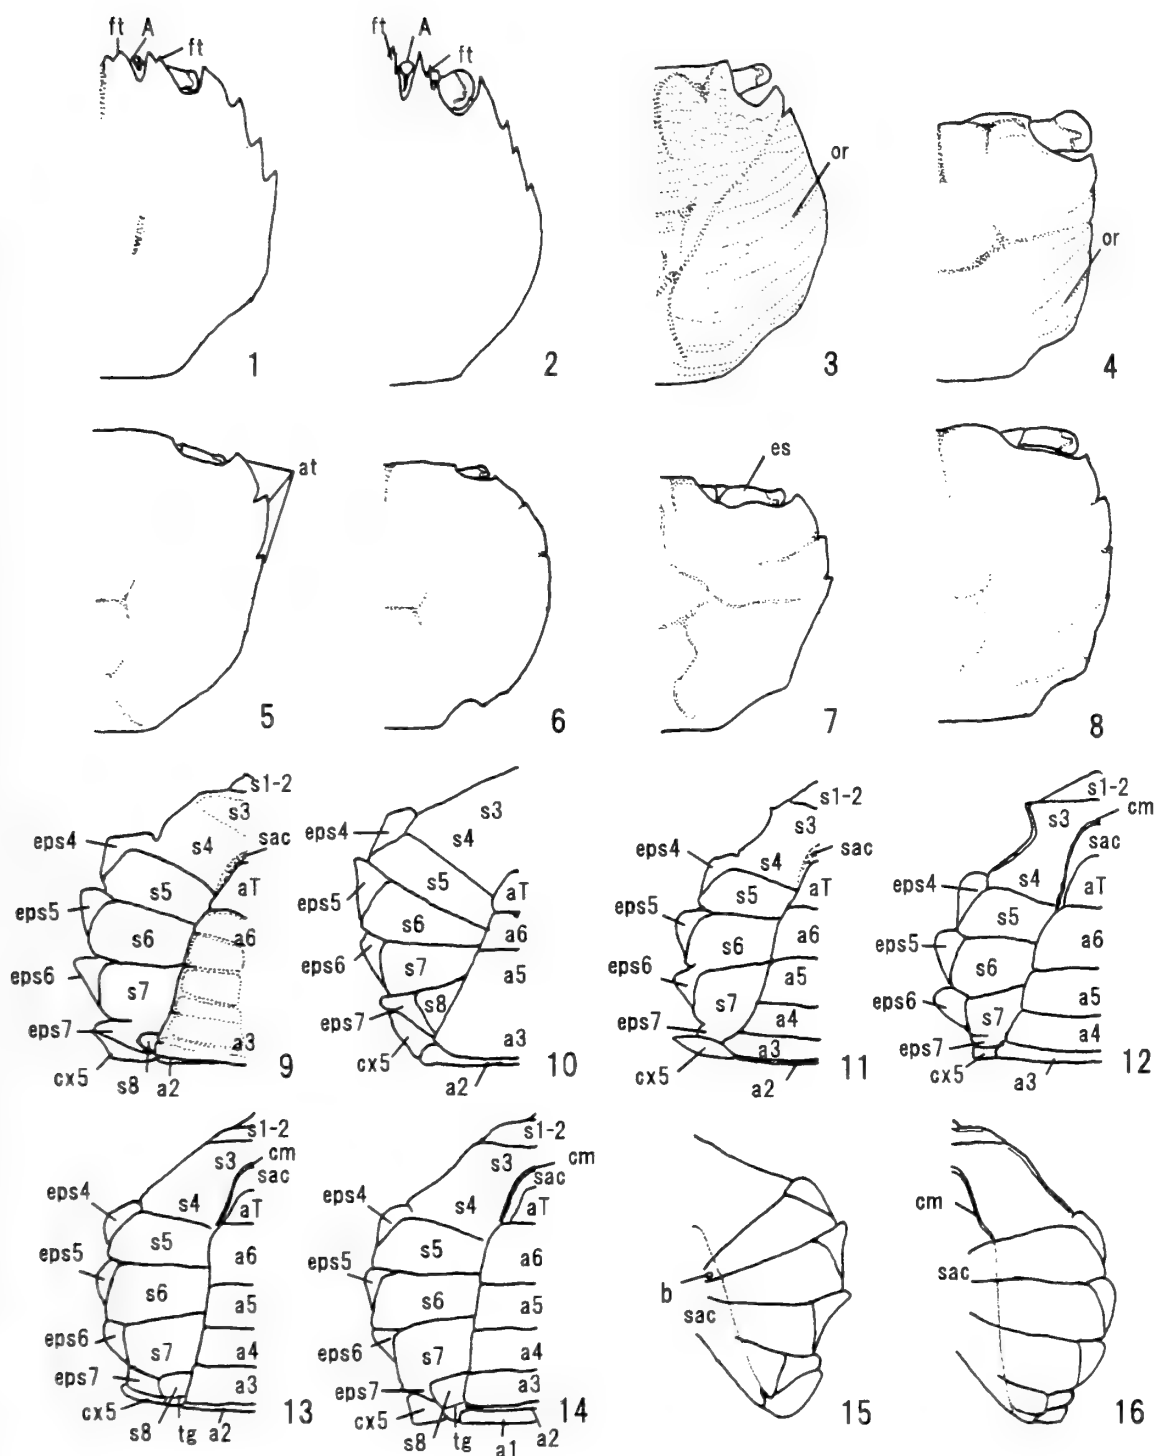 ft A ft
1
ft A ft
2
or
3
or
4
at
5
6
es
7
8
s1-2
s3
eps4 s4 sac
aT
s5
eps5
s6 a6
eps6
s7
eps7
a3
cx5
s8 a2
9
s3
eps4
s4
s5 aT
eps5
s6 a6
eps6 s7 a5
s8
eps7
a3
cx5
a2
10
s1-2
s3
eps4 s4 sac
s5 aT
eps5
s6 a6
eps6 a5
s7 a4
eps7
a3
cx5
a2
11
s1-2
s3 cm
sac
eps4 s4
aT
s5
a6
eps5
s6
eps6 a5
s7
a4
eps7
cx5
a3
12
s1-2
s3 cm
sac
eps4
s4 aT
s5
eps5 a6
s6
a5
eps6
s7 a4
eps7
a3
cx5
s8 tg a2
13
s1-2
s3 cm
sac
eps4
s4 aT
s5
eps5 a6
s6
a5
eps6
s7 a4
eps7 a3
cx5
s8 tg a1 a2
14
b
sac
15
cm
sac
16